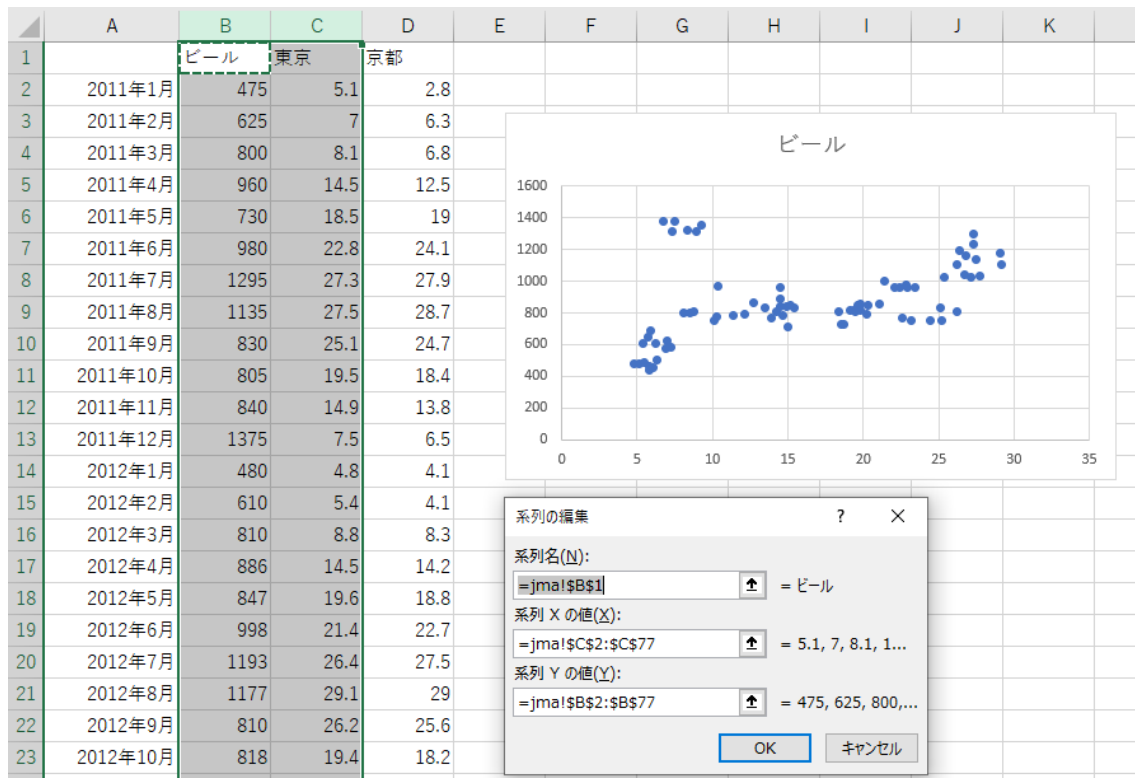 A B C D E F G H I J K
1 ビール 東京 京都
2 2011年1月 475 5.1 2.8
3 2011年2月 625 7 6.3
4 2011年3月 800 8.1 6.8
5 2011年4月 960 14.5 12.5
6 2011年5月 730 18.5 19
7 2011年6月 980 22.8 24.1
8 2011年7月 1295 27.3 27.9
9 2011年8月 1135 27.5 28.7
10 2011年9月 830 25.1 24.7
11 2011年10月 805 19.5 18.4
12 2011年11月 840 14.9 13.8
13 2011年12月 1375 7.5 6.5
14 2012年1月 480 4.8 4.1
15 2012年2月 610 5.4 4.1
16 2012年3月 810 8.8 8.3
17 2012年4月 886 14.5 14.2
18 2012年5月 847 19.6 18.8
19 2012年6月 998 21.4 22.7
20 2012年7月 1193 26.4 27.5
21 2012年8月 1177 29.1 29
22 2012年9月 810 26.2 25.6
23 2012年10月 818 19.4 18.2
ビール
1600
1400
1200
1000
800
600
400
200
0
0 5 10 15 20 25 30 35
系列の編集 ? ×
系列名(N):
=jma!$B$1 = ビール
系列 X の値(X):
=jma!$C$2:$C$77 = 5.1, 7, 8.1, 1...
系列 Y の値(Y):
=jma!$B$2:$B$77 = 475, 625, 800,...
OK キャンセル